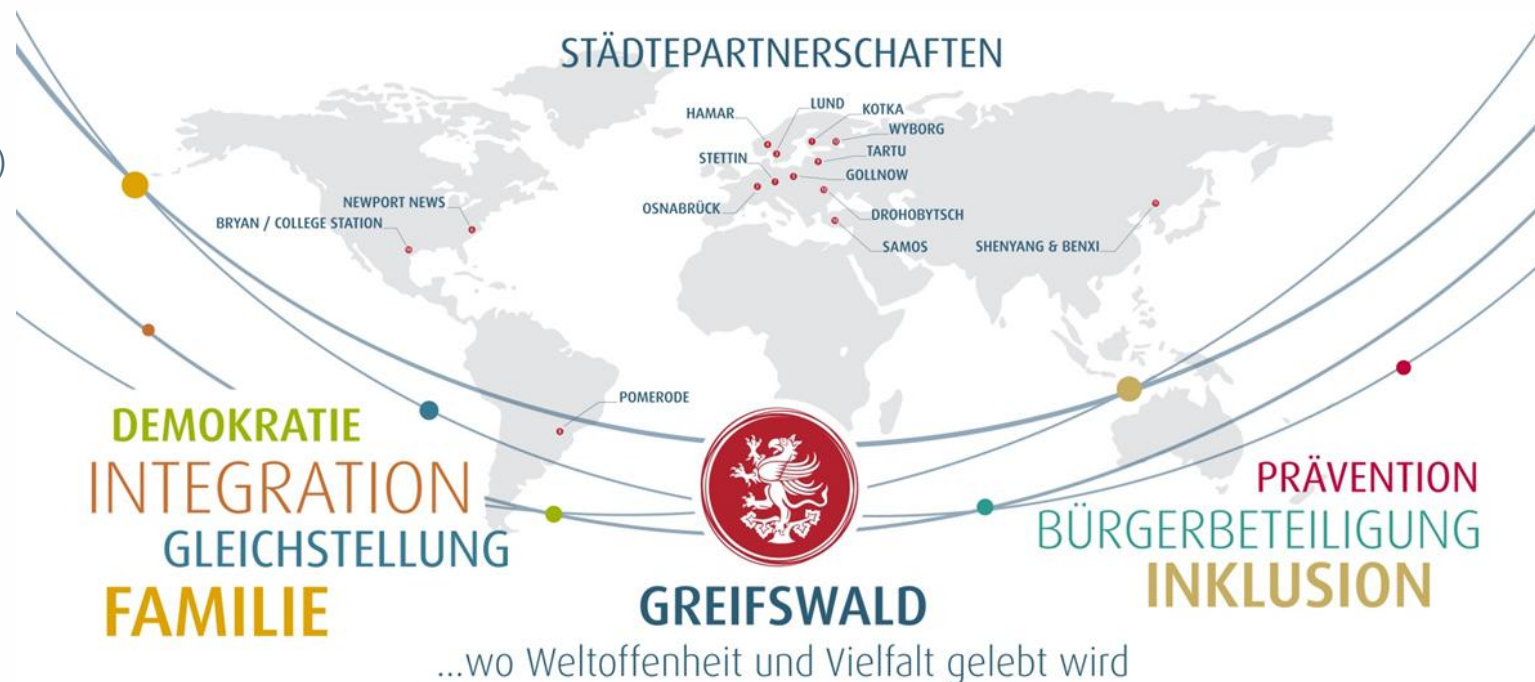 STÄDTEPARTNERSCHAFTEN
HAMAR
LUND
KOTKA
WYBORG
STETTIN
TARTU
GOLLNOW
OSNABRÜCK
DROHOBYTSCH
SAMOS
SHENYANG & BENXI
NEWPORT NEWS
BRYAN / COLLEGE STATION
POMERODE
DEMOKRATIE
INTEGRATION
GLEICHSTELLUNG
FAMILIE
PRÄVENTION
BÜRGERBETEILIGUNG
INKLUSION
GREIFSWALD
...wo Weltoffenheit und Vielfalt gelebt wird